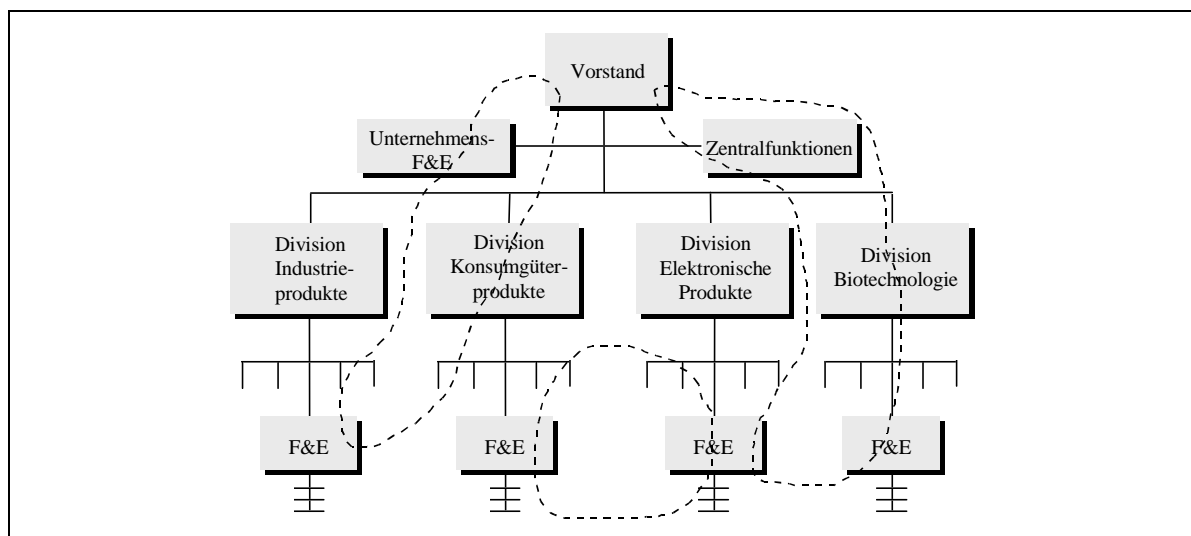 Vorstand
Unternehmens-
F&E
Zentralfunktionen
Division
Industrie-
produkte
Division
Konsumgüter-
produkte
Division
Elektronische
Produkte
Division
Biotechnologie
F&E
F&E
F&E
F&E